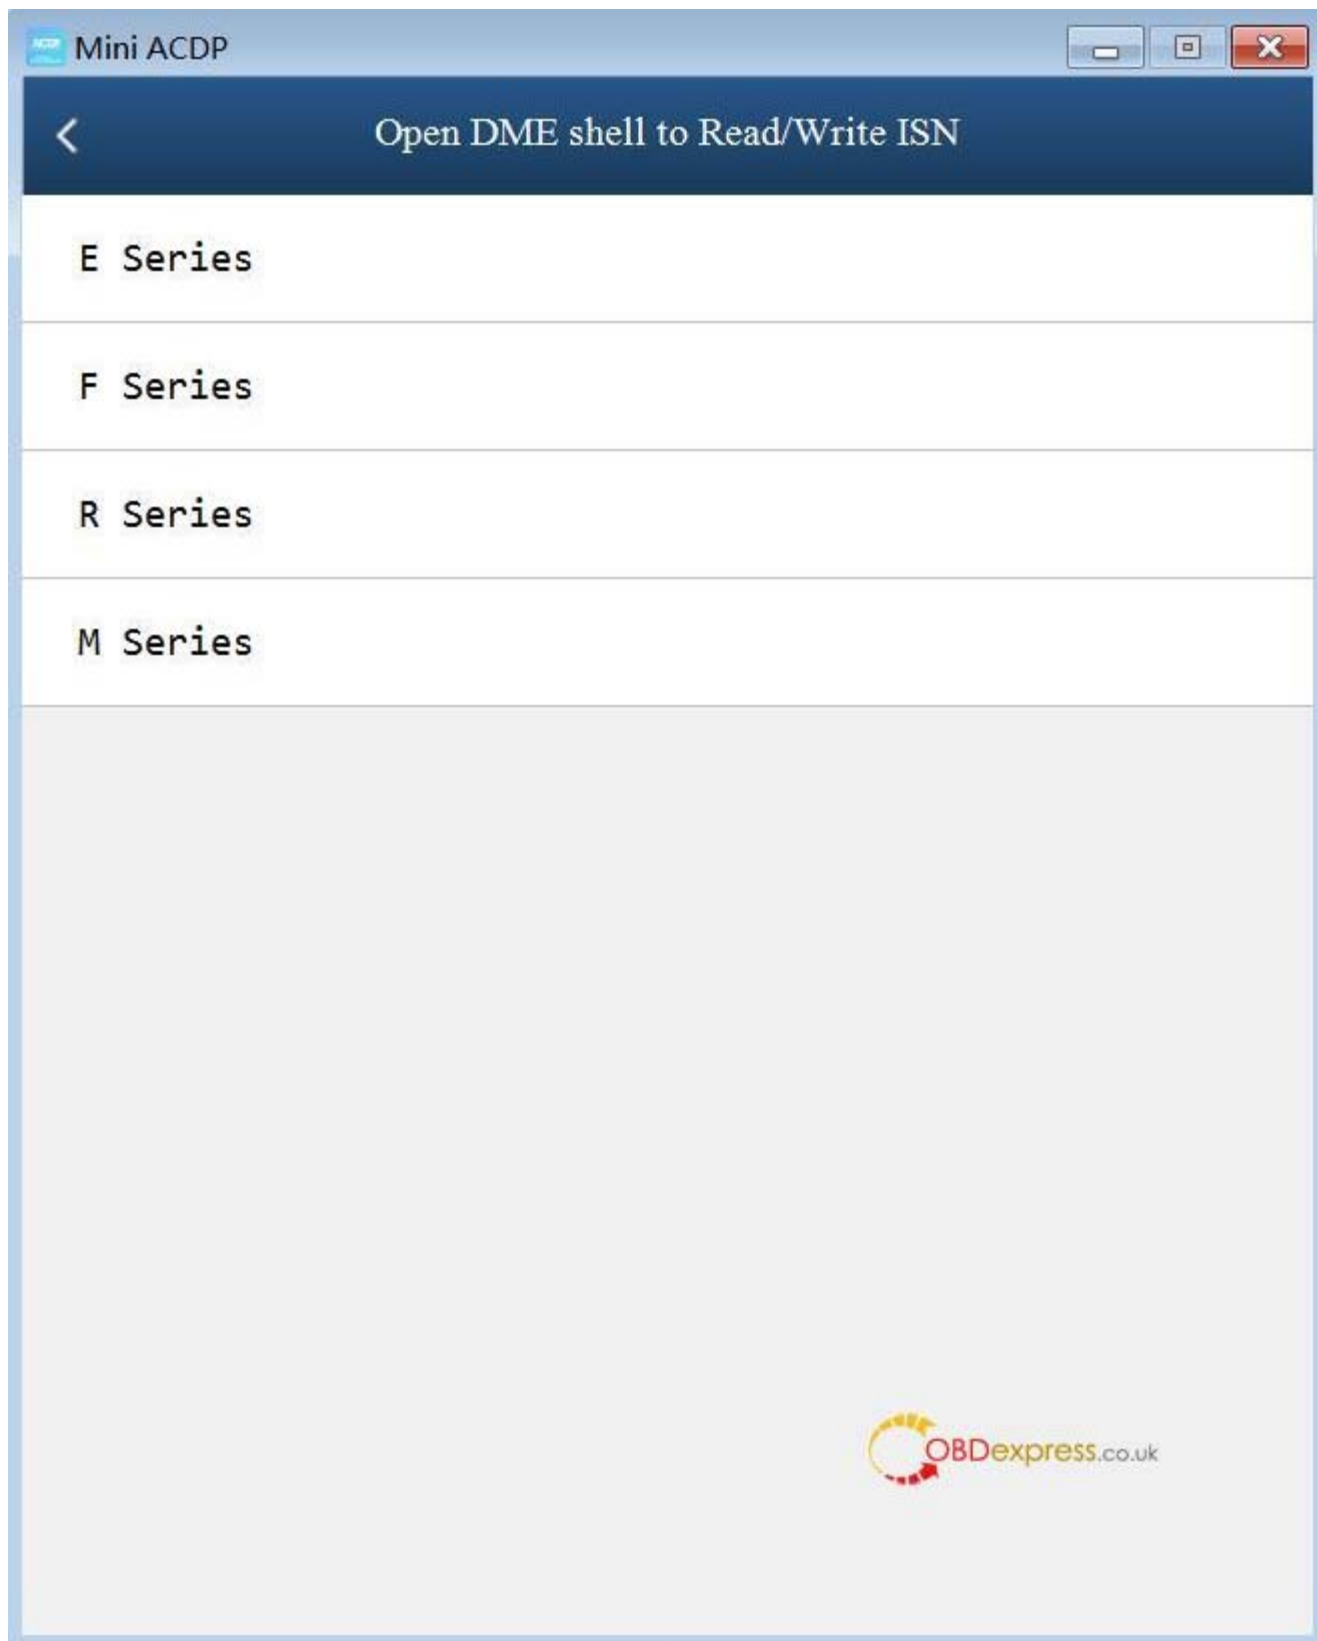 Mini ACDP
Open DME shell to Read/Write ISN
E Series
F Series
R Series
M Series
OBDexpress.co.uk